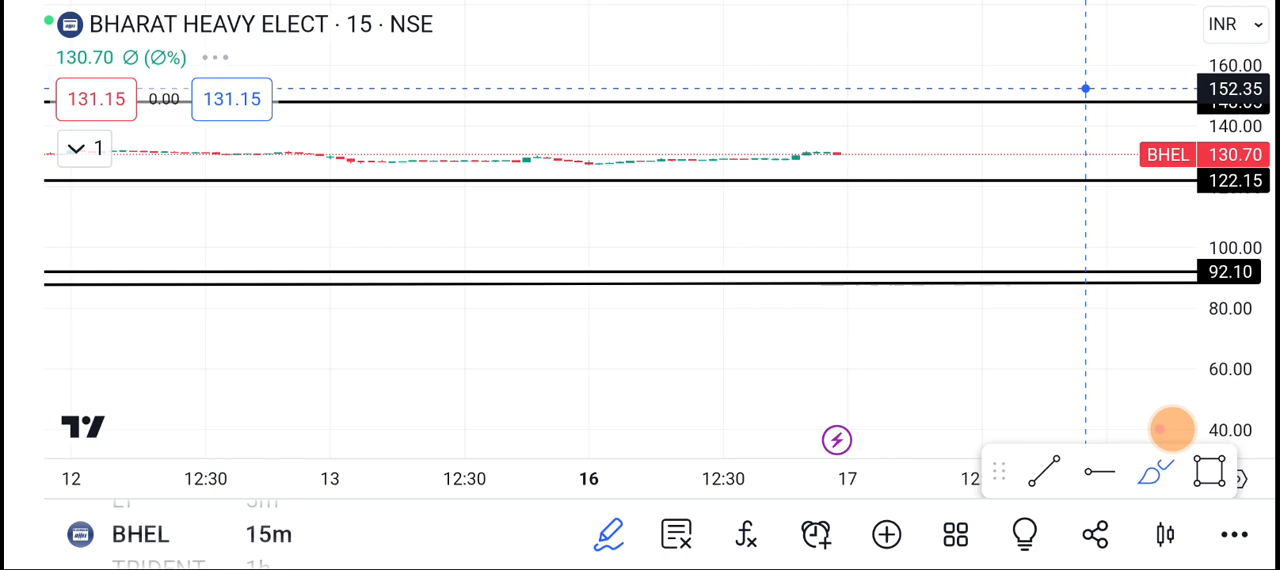 BHARAT HEAVY ELECT · 15 · NSE
INR
130.70 ∅ (∅%) •••
160.00
131.15 0.00 131.15
152.35
140.00
1
BHEL 130.70
122.15
100.00
92.10
80.00
60.00
40.00
12 12:30 13 12:30 16 12:30 17
BHEL 15m
TRIDENT 1h